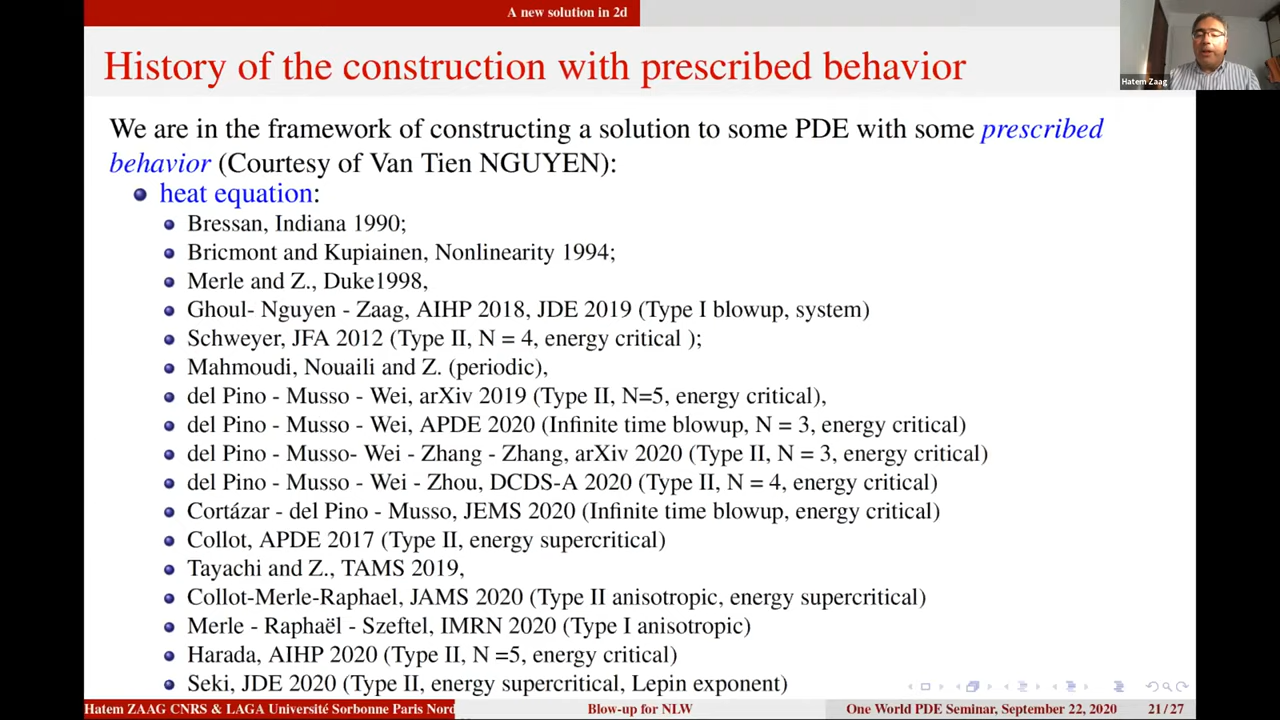 A new solution in 2d
History of the construction with prescribed behavior
Hatem Zaag
We are in the framework of constructing a solution to some PDE with some prescribed
behavior (Courtesy of Van Tien NGUYEN):
heat equation:
Bressan, Indiana 1990;
Bricmont and Kupiainen, Nonlinearity 1994;
Merle and Z., Duke1998,
Ghoul- Nguyen - Zaag, AIHP 2018, JDE 2019 (Type I blowup, system)
Schweyer, JFA 2012 (Type II, N = 4, energy critical );
Mahmoudi, Nouaili and Z. (periodic),
del Pino - Musso - Wei, arXiv 2019 (Type II, N=5, energy critical),
del Pino - Musso - Wei, APDE 2020 (Infinite time blowup, N = 3, energy critical)
del Pino - Musso- Wei - Zhang - Zhang, arXiv 2020 (Type II, N = 3, energy critical)
del Pino - Musso - Wei - Zhou, DCDS-A 2020 (Type II, N = 4, energy critical)
Cortázar - del Pino - Musso, JEMS 2020 (Infinite time blowup, energy critical)
Collot, APDE 2017 (Type II, energy supercritical)
Tayachi and Z., TAMS 2019,
Collot-Merle-Raphael, JAMS 2020 (Type II anisotropic, energy supercritical)
Merle - Raphaël - Szeftel, IMRN 2020 (Type I anisotropic)
Harada, AIHP 2020 (Type II, N =5, energy critical)
Seki, JDE 2020 (Type II, energy supercritical, Lepin exponent)
Hatem ZAAG CNRS & LAGA Université Sorbonne Paris Nord Blow-up for NLW One World PDE Seminar, September 22, 2020 21 / 27